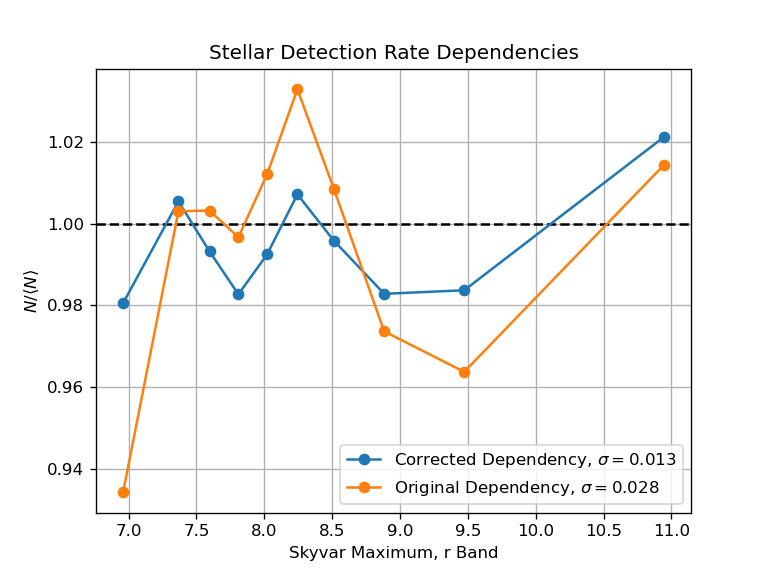 Stellar Detection Rate Dependencies
N/⟨N⟩
1.02
1.00
0.98
0.96
0.94
Corrected Dependency, σ = 0.013
Original Dependency, σ = 0.028
7.0 7.5 8.0 8.5 9.0 9.5 10.0 10.5 11.0
Skyvar Maximum, r Band